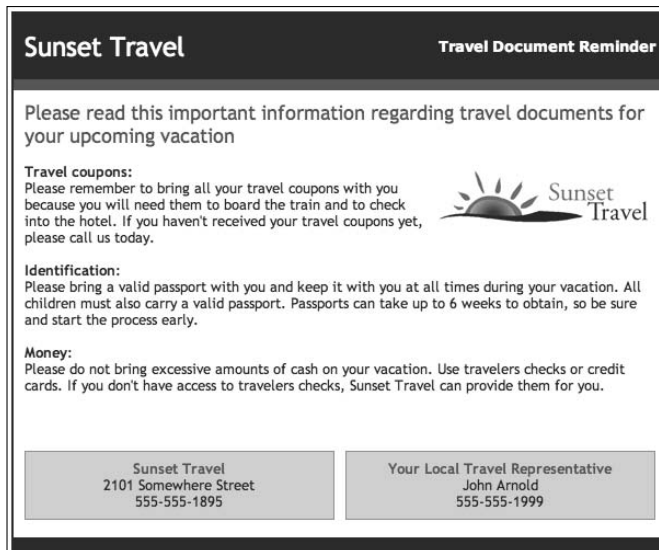 Sunset Travel
Travel Document Reminder
Please read this important information regarding travel documents for
your upcoming vacation
Travel coupons:
Please remember to bring all your travel coupons with you
because you will need them to board the train and to check
into the hotel. If you haven't received your travel coupons yet,
please call us today.
Sunset
Travel
Identification:
Please bring a valid passport with you and keep it with you at all times during your vacation. All
children must also carry a valid passport. Passports can take up to 6 weeks to obtain, so be sure
and start the process early.
Money:
Please do not bring excessive amounts of cash on your vacation. Use travelers checks or credit
cards. If you don't have access to travelers checks, Sunset Travel can provide them for you.
Sunset Travel
2101 Somewhere Street
555-555-1895
Your Local Travel Representative
John Arnold
555-555-1999